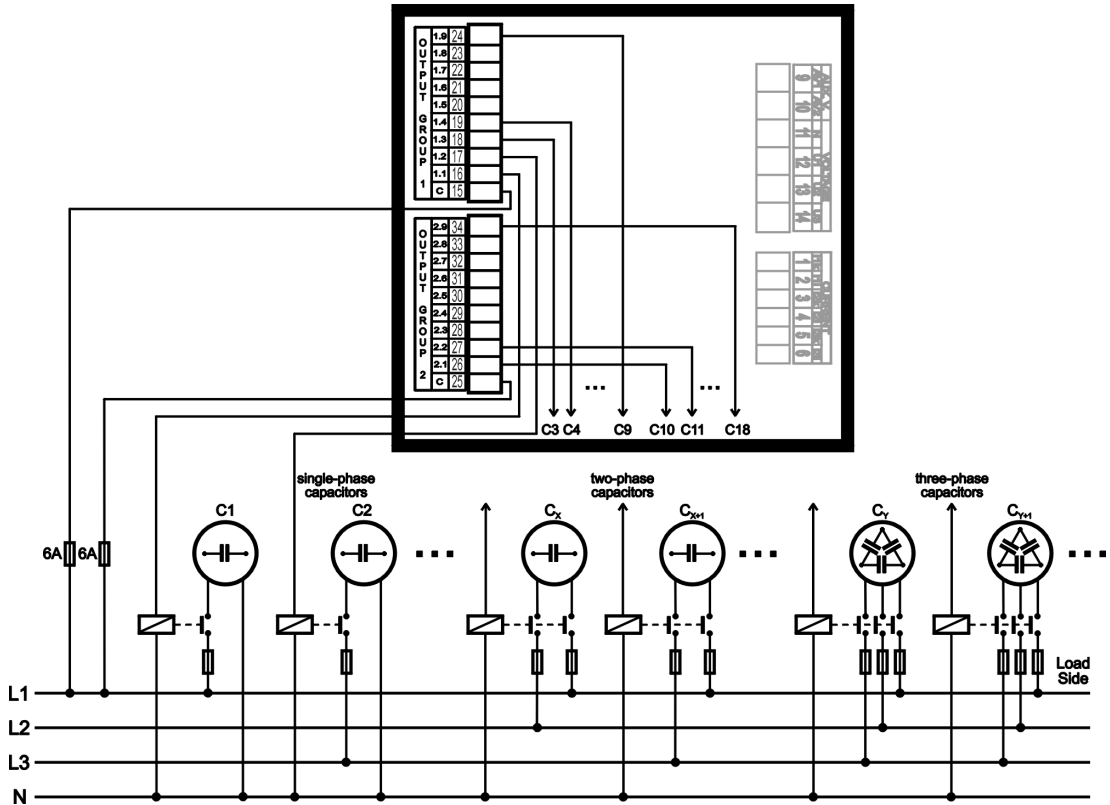 OUTPUT GROUP 1
1.9 24
1.8 23
1.7 22
1.6 21
1.5 20
1.4 19
1.3 18
1.2 17
1.1 16
C 15
OUTPUT GROUP 2
2.9 34
2.8 33
2.7 32
2.6 31
2.5 30
2.4 29
2.3 28
2.2 27
2.1 26
C 25
9
10
11 N
12
13
14
1
2
3
4
5
6
... ...
C3 C4 C9 C10 C11 C18
single-phase
capacitors
two-phase
capacitors
three-phase
capacitors
C1 C2 ... CX CX+1 ... CY CY+1 ...
6A 6A
Load
Side
L1
L2
L3
N